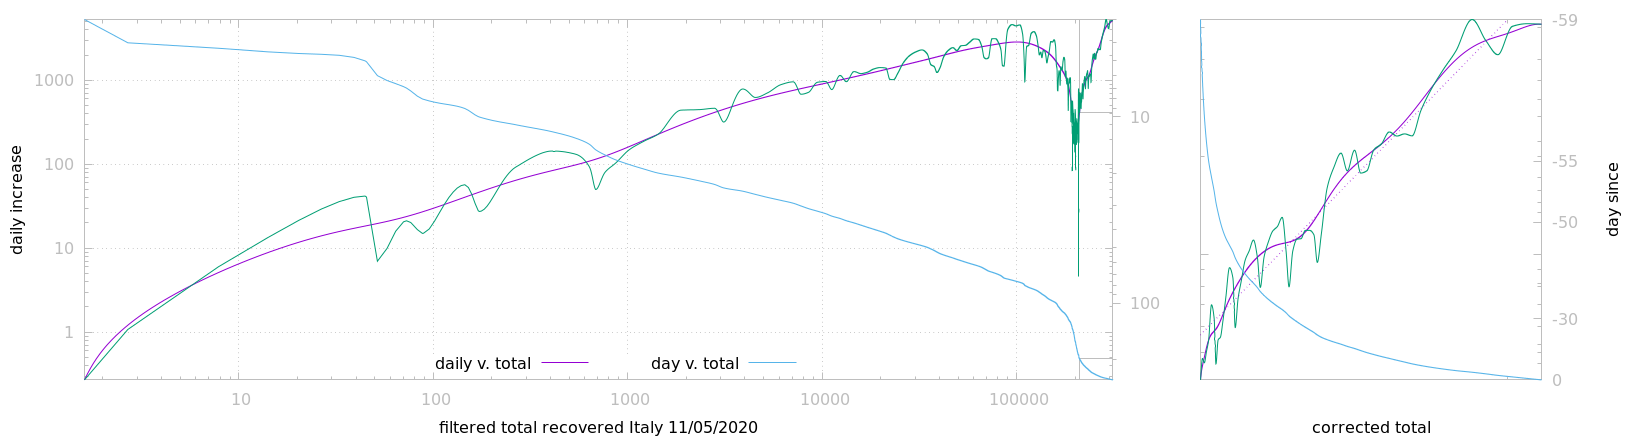 daily increase
1000
100
10
1
10
100
1000
10000
100000
10
100
daily v. total
day v. total
filtered total recovered Italy 11/05/2020
-59
-55
-50
-30
0
day since
corrected total